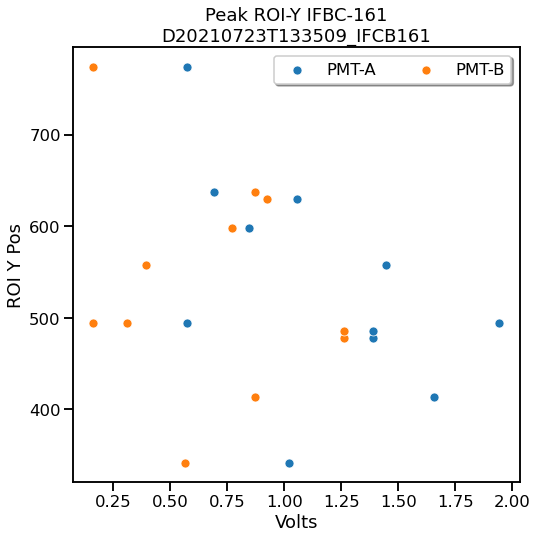 Peak ROI-Y IFBC-161
D20210723T133509_IFCB161
PMT-A PMT-B
700
600
500
400
ROI Y Pos
0.25 0.50 0.75 1.00 1.25 1.50 1.75 2.00
Volts